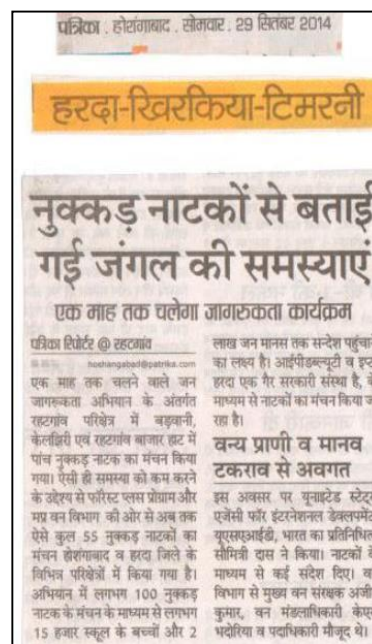 पत्रिका . होशंगाबाद . सोमवार . 29 सितंबर 2014
हरदा-खिरकिया-टिमरनी
नुक्कड़ नाटकों से बताई
गई जंगल की समस्याएं
एक माह तक चलेगा जागरुकता कार्यक्रम
पत्रिका रिपोर्टर @ रहटगांव
hoshangabad@patrika.com
एक माह तक चलने वाले जन
जागरुकता अभियान के अंतर्गत
रहटगांव परिक्षेत्र में बड़वानी,
केलझिरी एवं रहटगांव बाजार हाट में
पांच नुक्कड़ नाटक का मंचन किया
गया। ऐसी ही समस्या को कम करने
के उद्देश्य से फॉरेस्ट प्लस प्रोग्राम और
मप्र वन विभाग की ओर से अब तक
ऐसे कुल 55 नुक्कड़ नाटकों का
मंचन होशंगाबाद व हरदा जिले के
विभिन्न परिक्षेत्रों में किया गया है।
अभियान में लगभग 100 नुक्कड़
नाटक के मंचन के माध्यम से लगभग
15 हजार स्कूल के बच्चों और 2
लाख जन मानस तक सन्देश पहुंचाने
का लक्ष्य है। आईपीडब्ल्यूटी व
हरदा एक गैर सरकारी संस्था है,
माध्यम से नाटकों का मंचन किया जा
रहा है।
वन्य प्राणी व मानव
टकराव से अवगत
इस अवसर पर यूनाइटेड स्टेट्स
एजेंसी फॉर इंटरनेशनल डेवलपमेंट
यूएसएआईडी, भारत का प्रतिनिधित्व
सौमित्री दास ने किया। नाटकों के
माध्यम से कई संदेश दिए। वन
विभाग से मुख्य वन संरक्षक
कुमार, वन मंडलाधिकारी
भदोरिया व पदाधिकारी मौजूद थे।